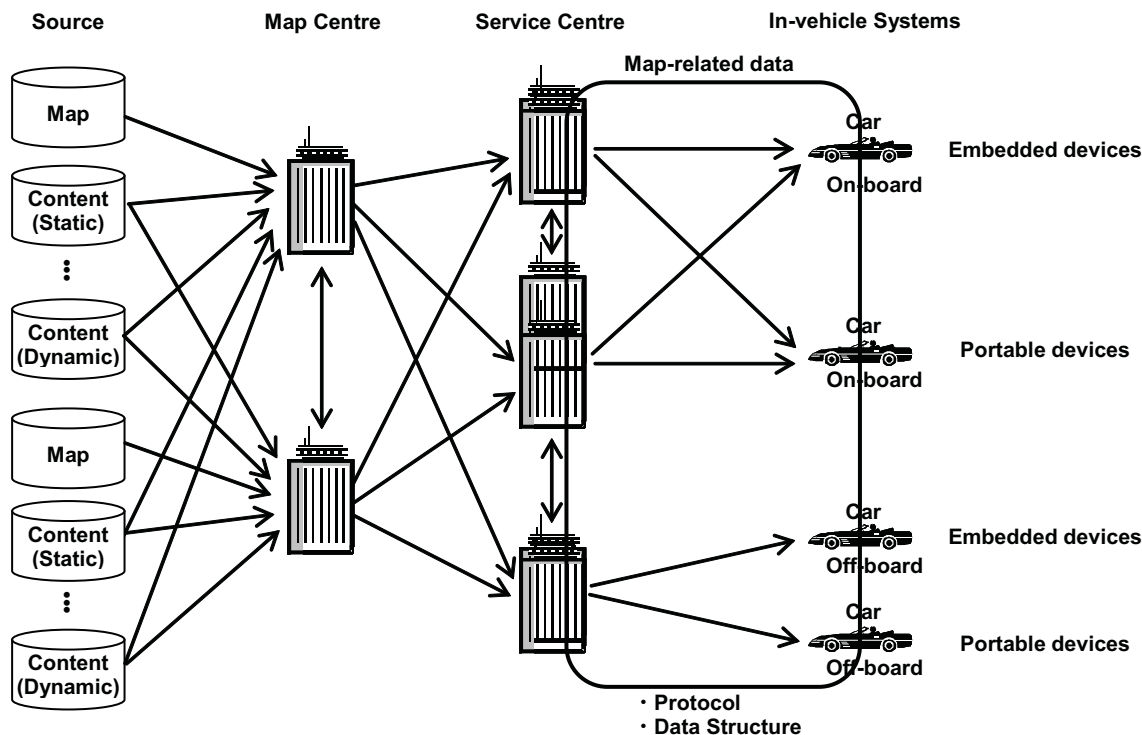 Source
Map Centre
Service Centre
In-vehicle Systems
Map-related data
Map
Content
(Static)
Content
(Dynamic)
Map
Content
(Static)
Content
(Dynamic)
Car
On-board
Embedded devices
Car
On-board
Portable devices
Car
Off-board
Embedded devices
Car
Off-board
Portable devices
・Protocol
・Data Structure